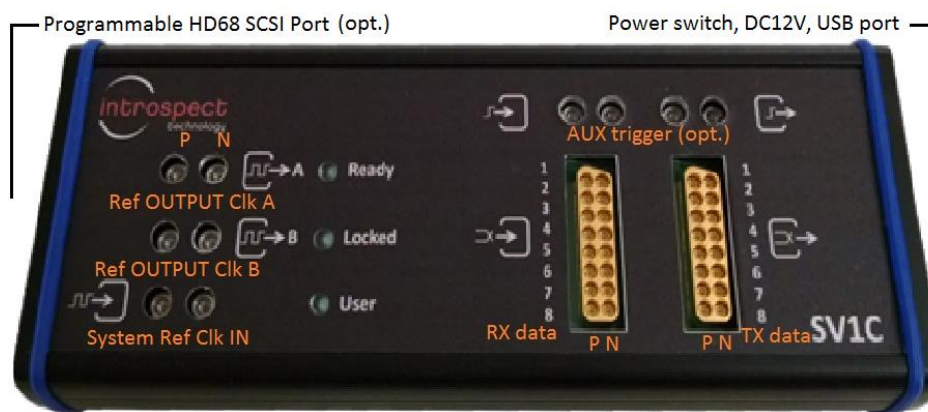 Programmable HD68 SCSI Port (opt.)
Power switch, DC12V, USB port
introspect
technology
P N
AUX trigger (opt.)
A Ready
Ref OUTPUT Clk A
B Locked
Ref OUTPUT Clk B
User
System Ref Clk IN
1
2
3
4
5
6
7
8
RX data
P N
1
2
3
4
5
6
7
8
P N
TX data
SV1C